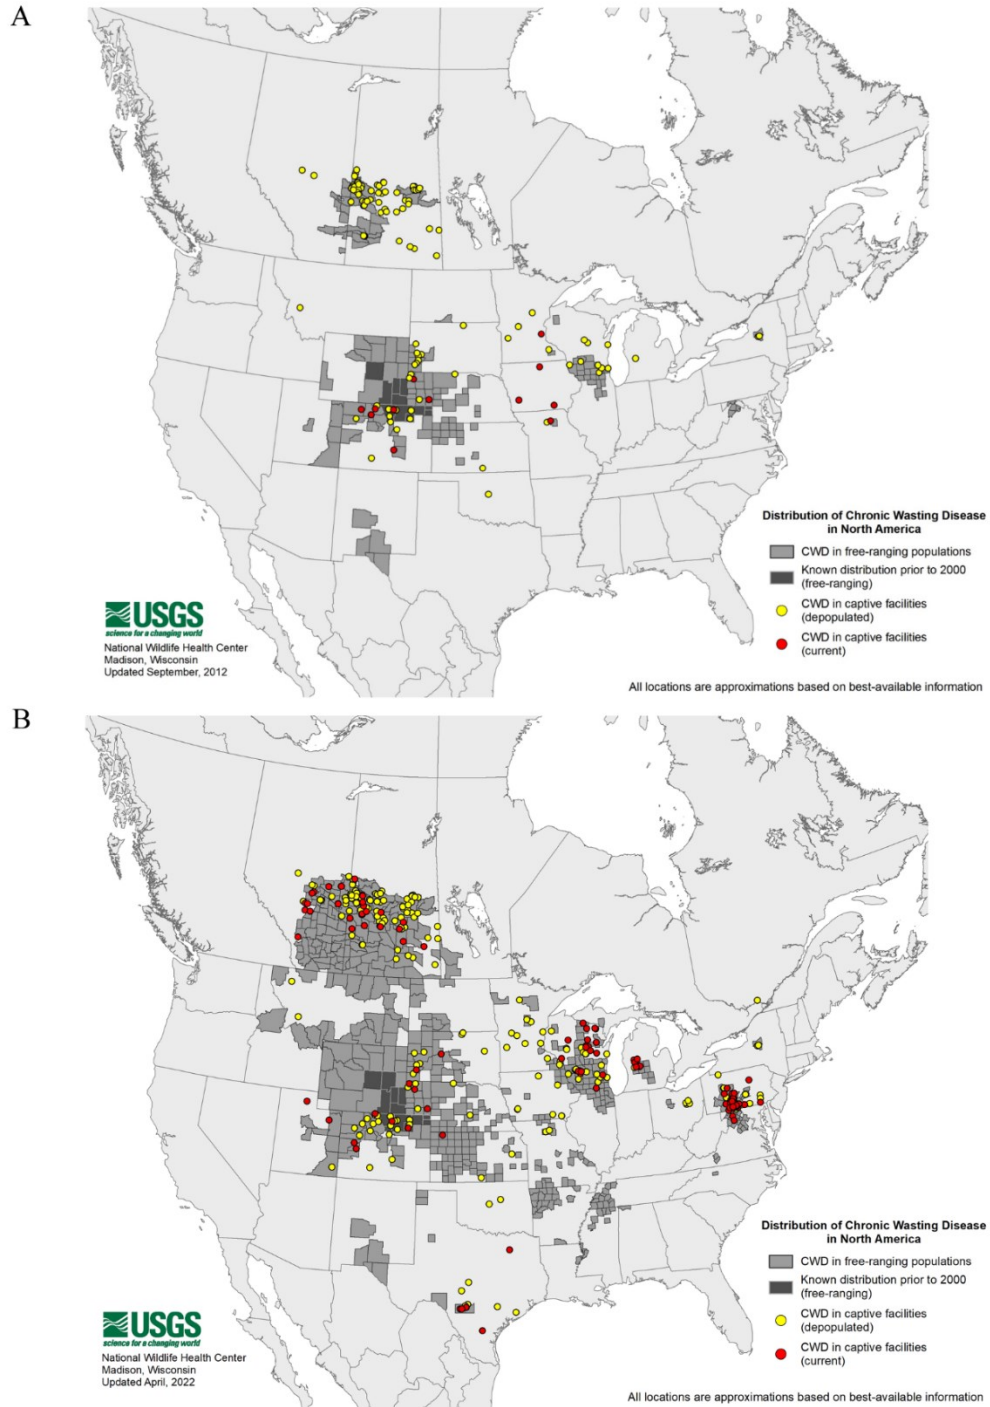 A
Distribution of Chronic Wasting Disease
in North America
CWD in free-ranging populations
Known distribution prior to 2000
(free-ranging)
CWD in captive facilities
(depopulated)
CWD in captive facilities
(current)
USGS
science for a changing world
National Wildlife Health Center
Madison, Wisconsin
Updated September, 2012
All locations are approximations based on best-available information
B
Distribution of Chronic Wasting Disease
in North America
CWD in free-ranging populations
Known distribution prior to 2000
(free-ranging)
CWD in captive facilities
(depopulated)
CWD in captive facilities
(current)
USGS
science for a changing world
National Wildlife Health Center
Madison, Wisconsin
Updated April, 2022
All locations are approximations based on best-available information